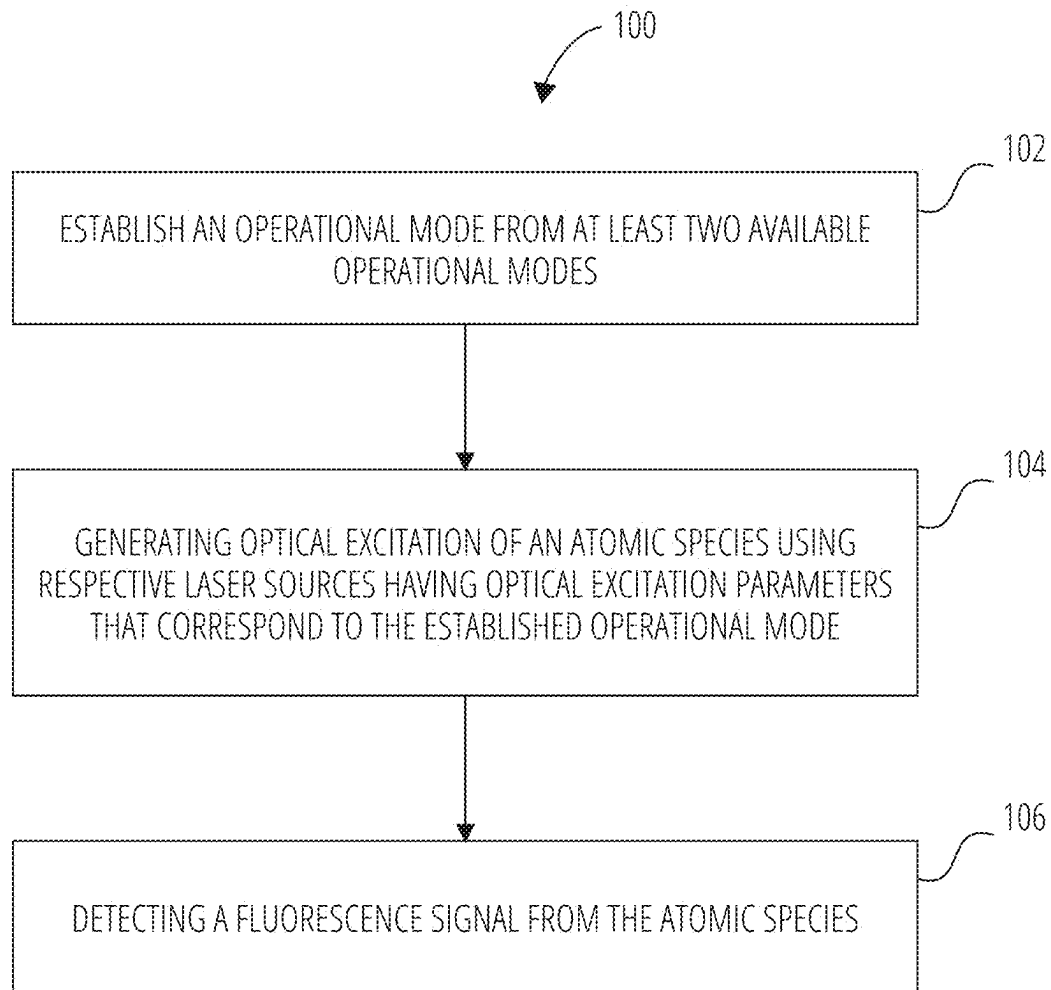 100
102
ESTABLISH AN OPERATIONAL MODE FROM AT LEAST TWO AVAILABLE
OPERATIONAL MODES
104
GENERATING OPTICAL EXCITATION OF AN ATOMIC SPECIES USING
RESPECTIVE LASER SOURCES HAVING OPTICAL EXCITATION PARAMETERS
THAT CORRESPOND TO THE ESTABLISHED OPERATIONAL MODE
106
DETECTING A FLUORESCENCE SIGNAL FROM THE ATOMIC SPECIES